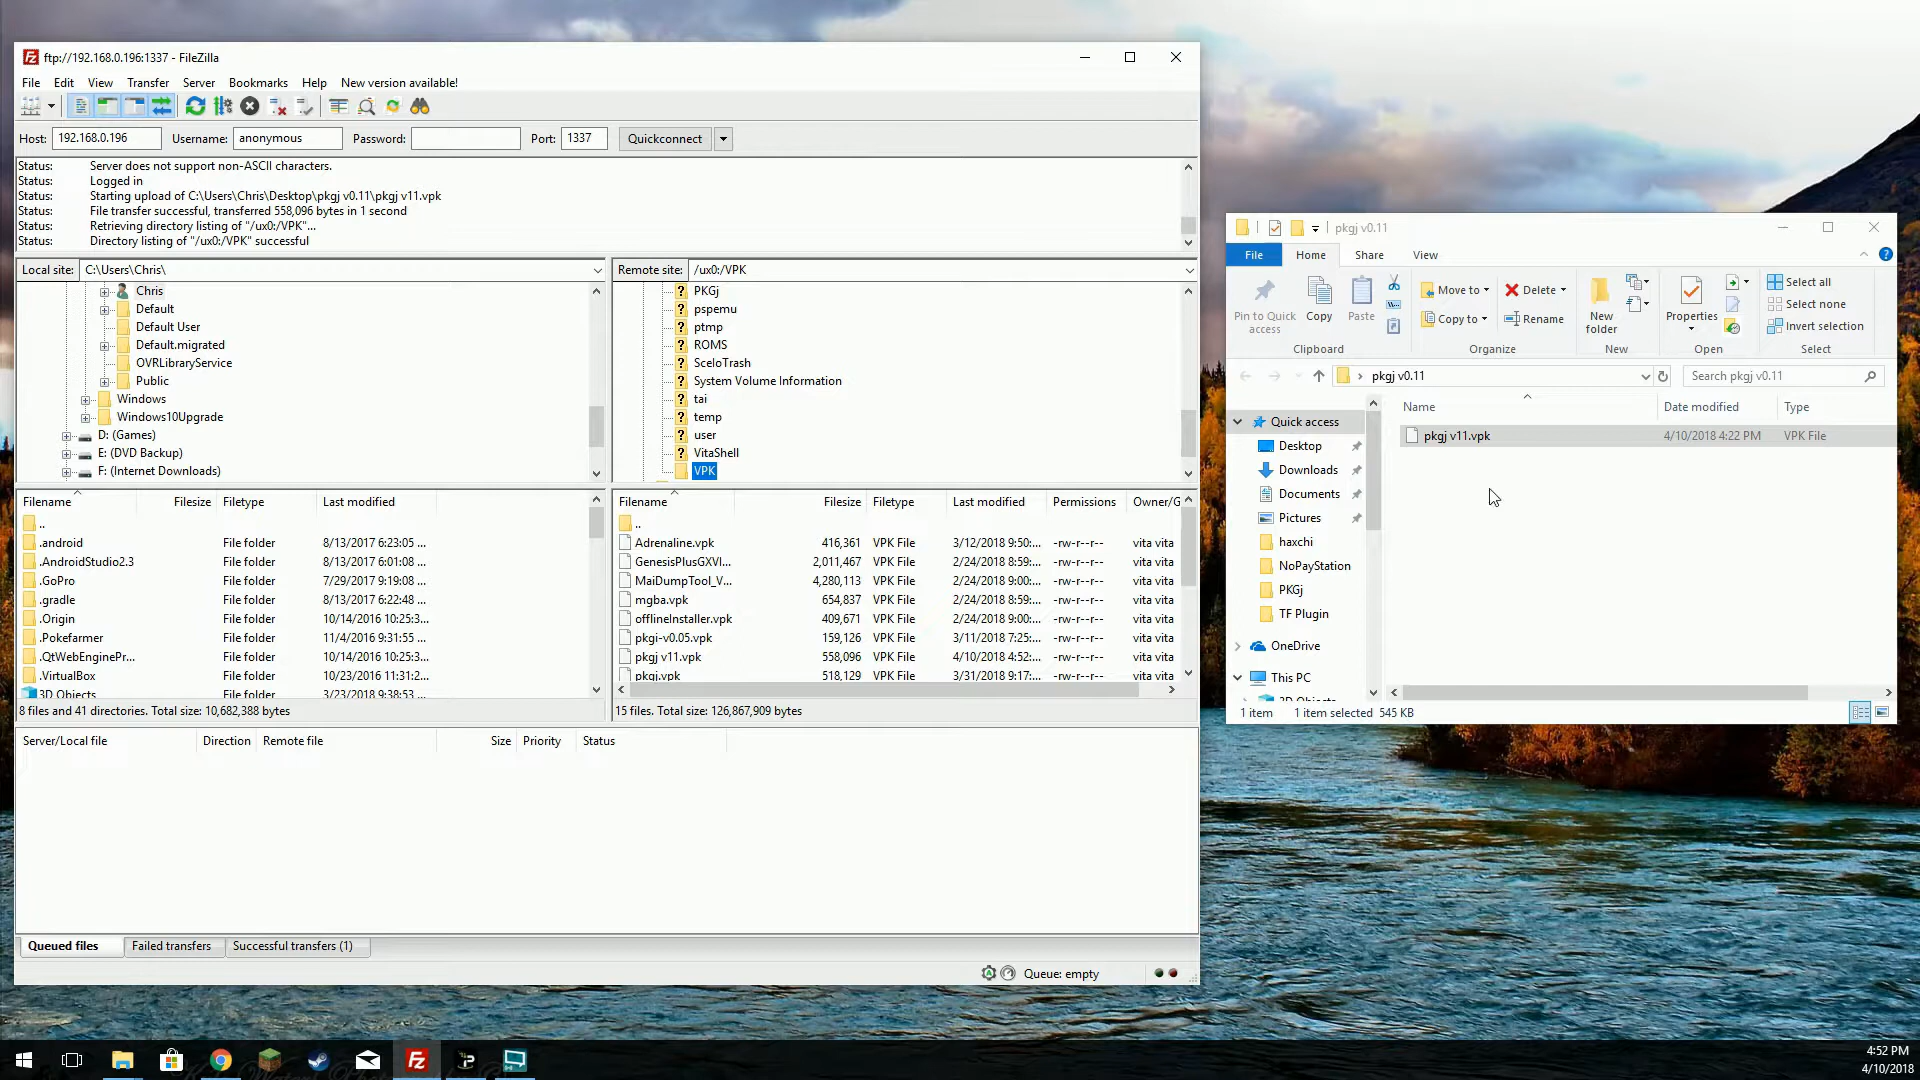 ftp://192.168.0.196:1337 - FileZilla
File Edit View Transfer Server Bookmarks Help New version available!
Host: 192.168.0.196 Username: anonymous Password: Port: 1337 Quickconnect
Status: Server does not support non-ASCII characters.
Status: Logged in
Status: Starting upload of C:\Users\Chris\Desktop\pkgj v0.11\pkgj v11.vpk
Status: File transfer successful, transferred 558,096 bytes in 1 second
Status: Retrieving directory listing of "/ux0:/VPK"...
Status: Directory listing of "/ux0:/VPK" successful
Local site: C:\Users\Chris\
Chris
Default
Default User
Default.migrated
OVRLibraryService
Public
Windows
Windows10Upgrade
D: (Games)
E: (DVD Backup)
F: (Internet Downloads)
Remote site: /ux0:/VPK
PKGj
pspemu
ptmp
ROMS
SceIoTrash
System Volume Information
tai
temp
user
VitaShell
VPK
Filename Filesize Filetype Last modified
..
.android File folder 8/13/2017 6:23:05 ...
.AndroidStudio2.3 File folder 8/13/2017 6:01:08 ...
.GoPro File folder 7/29/2017 9:19:08 ...
.gradle File folder 8/13/2017 6:22:48 ...
.Origin File folder 10/14/2016 10:25:3...
.Pokefarmer File folder 11/4/2016 9:31:55 ...
.QtWebEnginePr... File folder 10/14/2016 10:25:3...
.VirtualBox File folder 10/23/2016 11:31:2...
3D Objects File folder 3/23/2018 9:38:53 ...
8 files and 41 directories. Total size: 10,682,388 bytes
Filename Filesize Filetype Last modified Permissions Owner/G
..
Adrenaline.vpk 416,361 VPK File 3/12/2018 9:50:... -rw-r--r-- vita vita
GenesisPlusGXVI... 2,011,467 VPK File 2/24/2018 8:59:... -rw-r--r-- vita vita
MaiDumpTool_V... 4,280,113 VPK File 2/24/2018 9:00:... -rw-r--r-- vita vita
mgba.vpk 654,837 VPK File 2/24/2018 8:59:... -rw-r--r-- vita vita
offlineInstaller.vpk 409,671 VPK File 2/24/2018 9:00:... -rw-r--r-- vita vita
pkgi-v0.05.vpk 159,126 VPK File 3/11/2018 7:25:... -rw-r--r-- vita vita
pkgj v11.vpk 558,096 VPK File 4/10/2018 4:52:... -rw-r--r-- vita vita
pkgj.vpk 518,129 VPK File 3/31/2018 9:17:... -rw-r--r-- vita vita
15 files. Total size: 126,867,909 bytes
Server/Local file Direction Remote file Size Priority Status
Queued files Failed transfers Successful transfers (1)
Queue: empty
pkgj v0.11
File Home Share View
Pin to Quick access
Copy
Paste
Clipboard
Move to
Copy to
Delete
Rename
Organize
New folder
New
Properties
Open
Select all
Select none
Invert selection
Select
pkgj v0.11
Search pkgj v0.11
Quick access
Desktop
Downloads
Documents
Pictures
haxchi
NoPayStation
PKGj
TF Plugin
OneDrive
This PC
3D Objects
Name Date modified Type
pkgj v11.vpk 4/10/2018 4:22 PM VPK File
1 item 1 item selected 545 KB
4:52 PM
4/10/2018